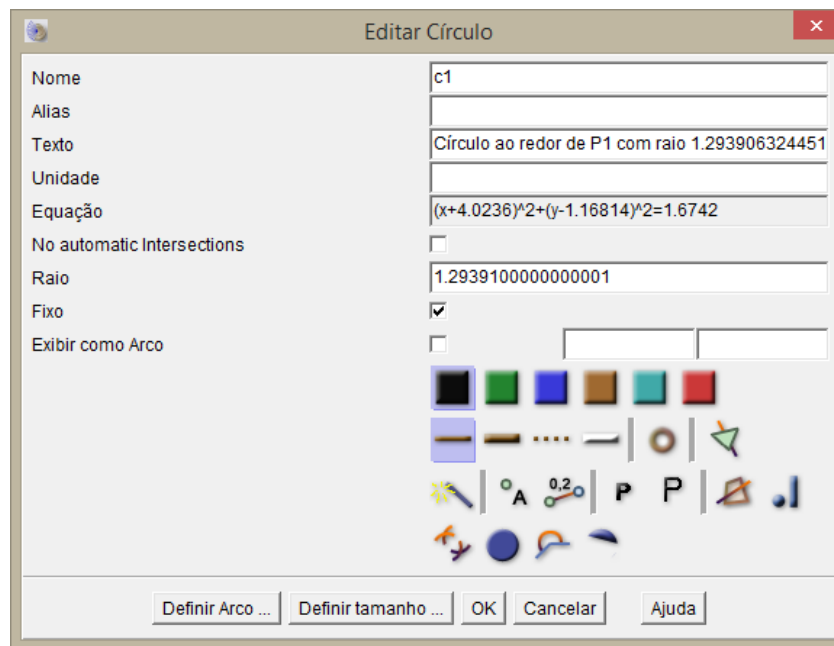 Editar Círculo
Nome c1
Alias
Texto Círculo ao redor de P1 com raio 1.293906324451
Unidade
Equação (x+4.0236)^2+(y-1.16814)^2=1.6742
No automatic Intersections
Raio 1.2939100000000001
Fixo
Exibir como Arco
A 0,2 P P
Definir Arco ... Definir tamanho ... OK Cancelar Ajuda